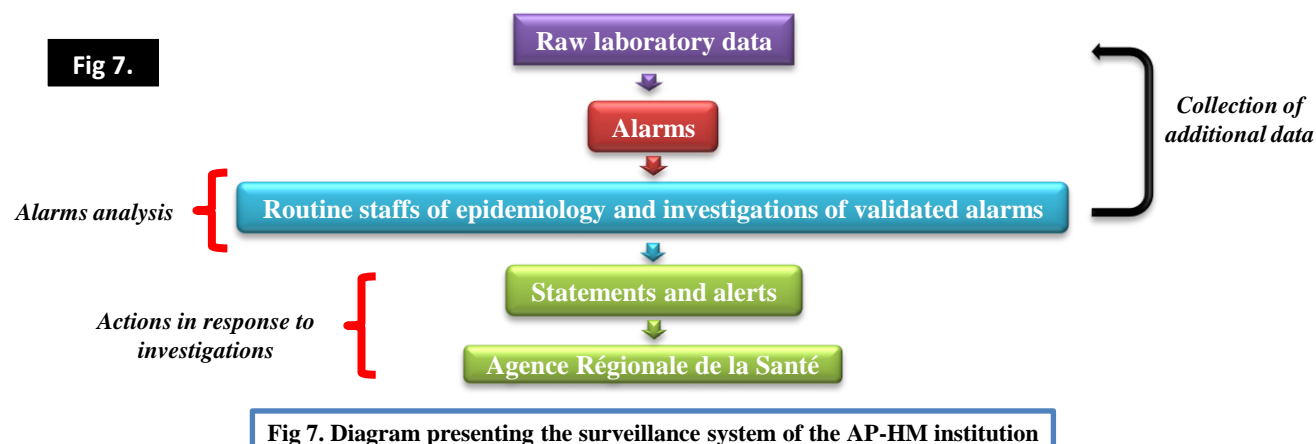 Fig 7.
Raw laboratory data
Alarms
Collection of
additional data
Alarms analysis
Routine staffs of epidemiology and investigations of validated alarms
Statements and alerts
Actions in response to
investigations
Agence Régionale de la Santé
Fig 7. Diagram presenting the surveillance system of the AP-HM institution